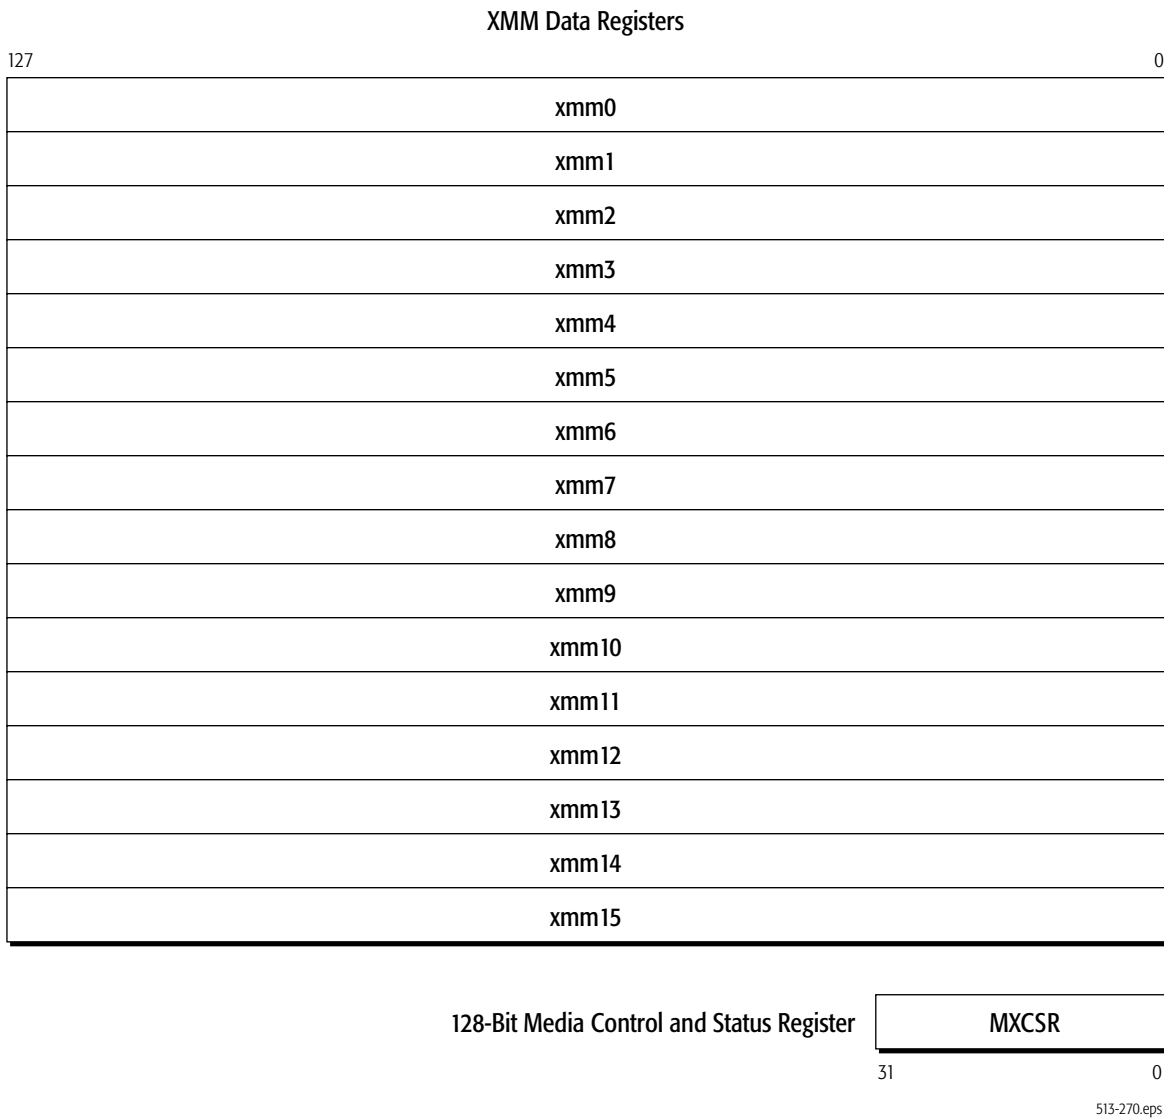 XMM Data Registers
127 0
xmm0
xmm1
xmm2
xmm3
xmm4
xmm5
xmm6
xmm7
xmm8
xmm9
xmm10
xmm11
xmm12
xmm13
xmm14
xmm15
128-Bit Media Control and Status Register MXCSR
31 0
513-270.eps